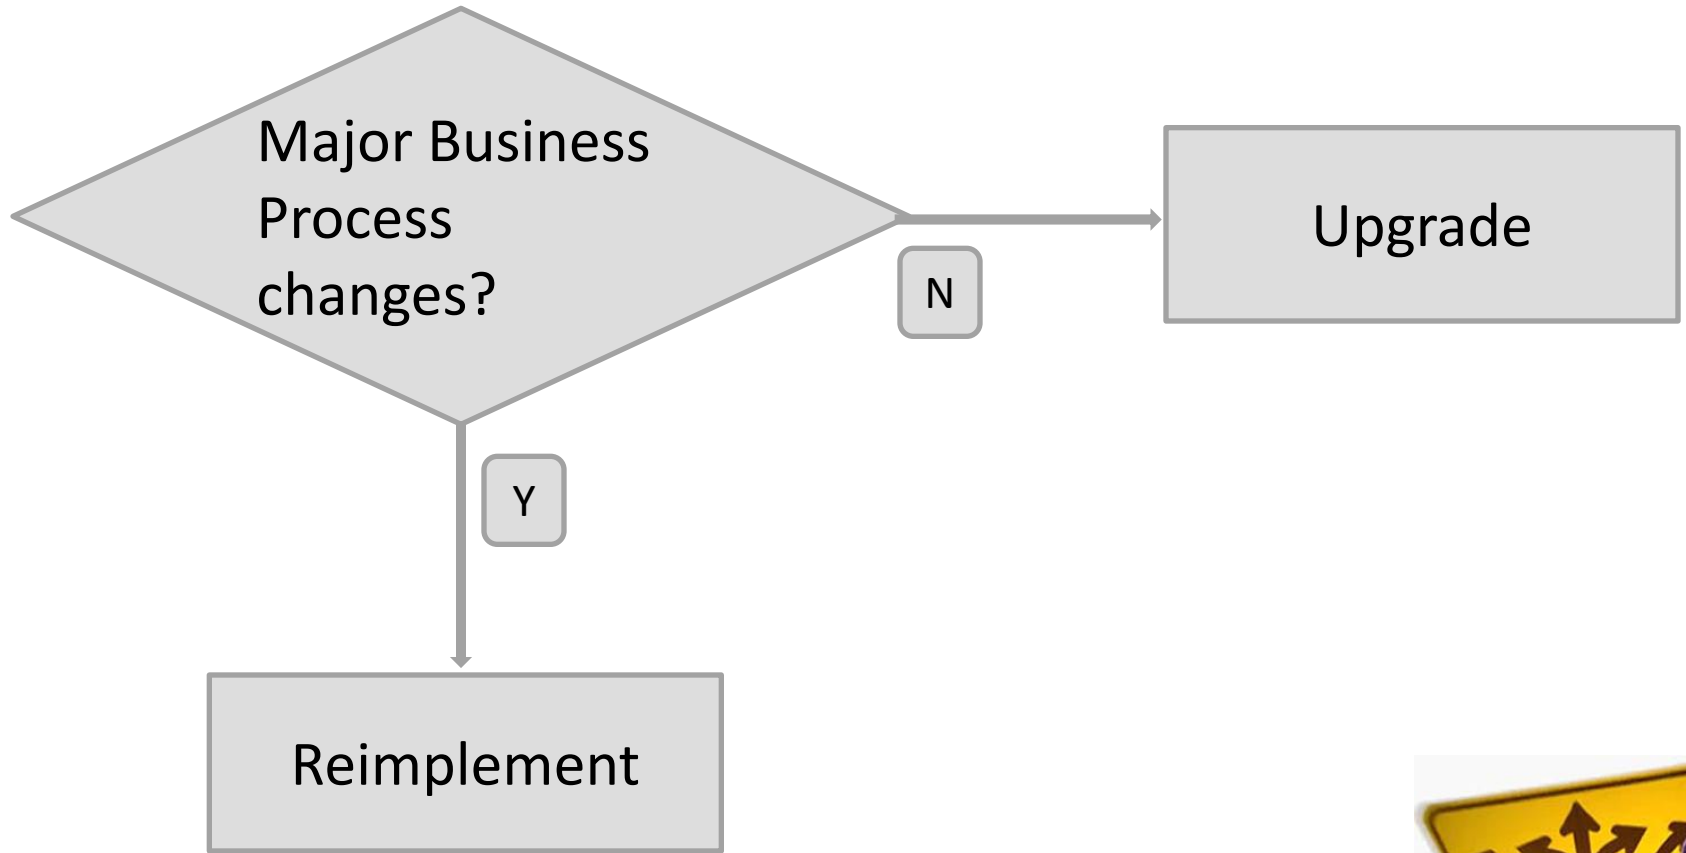 Major Business
Process
changes?
Upgrade
N
Y
Reimplement